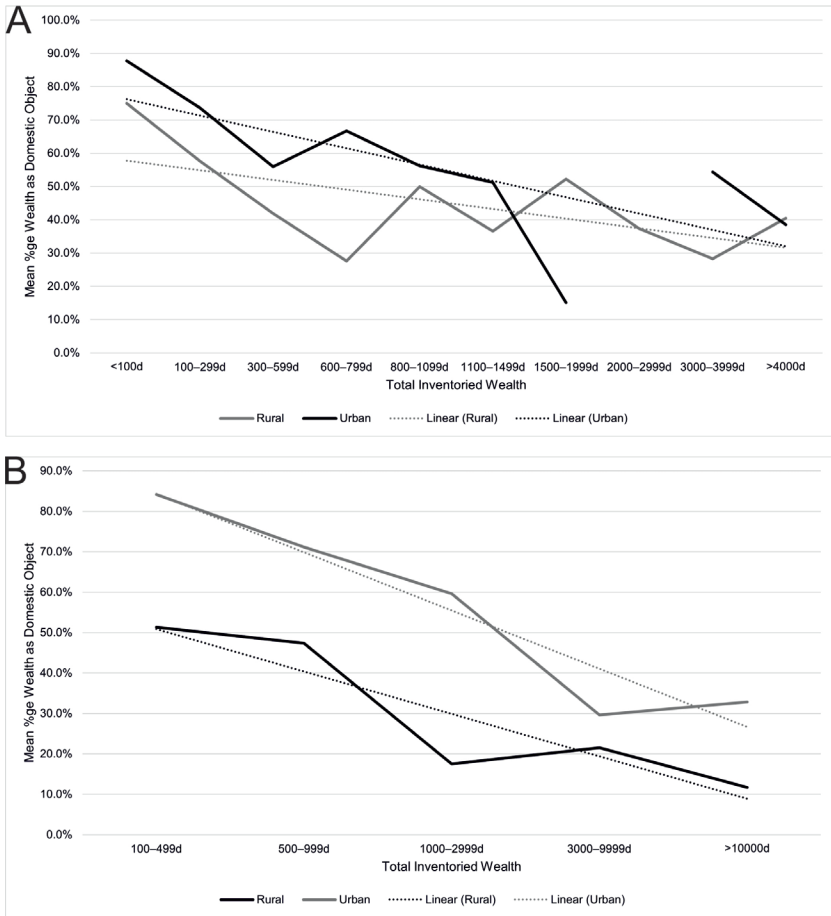 A
100.0%
90.0%
80.0%
70.0%
60.0%
50.0%
40.0%
30.0%
20.0%
10.0%
0.0%
Mean %ge Wealth as Domestic Object
<100d 100–299d 300–599d 600–799d 800–1099d 1100–1499d 1500–1999d 2000–2999d 3000–3999d >4000d
Total Inventoried Wealth
Rural Urban Linear (Rural) Linear (Urban)
B
90.0%
80.0%
70.0%
60.0%
50.0%
40.0%
30.0%
20.0%
10.0%
0.0%
Mean %ge Wealth as Domestic Object
100–499d 500–999d 1000–2999d 3000–9999d >10000d
Total Inventoried Wealth
Rural Urban Linear (Rural) Linear (Urban)